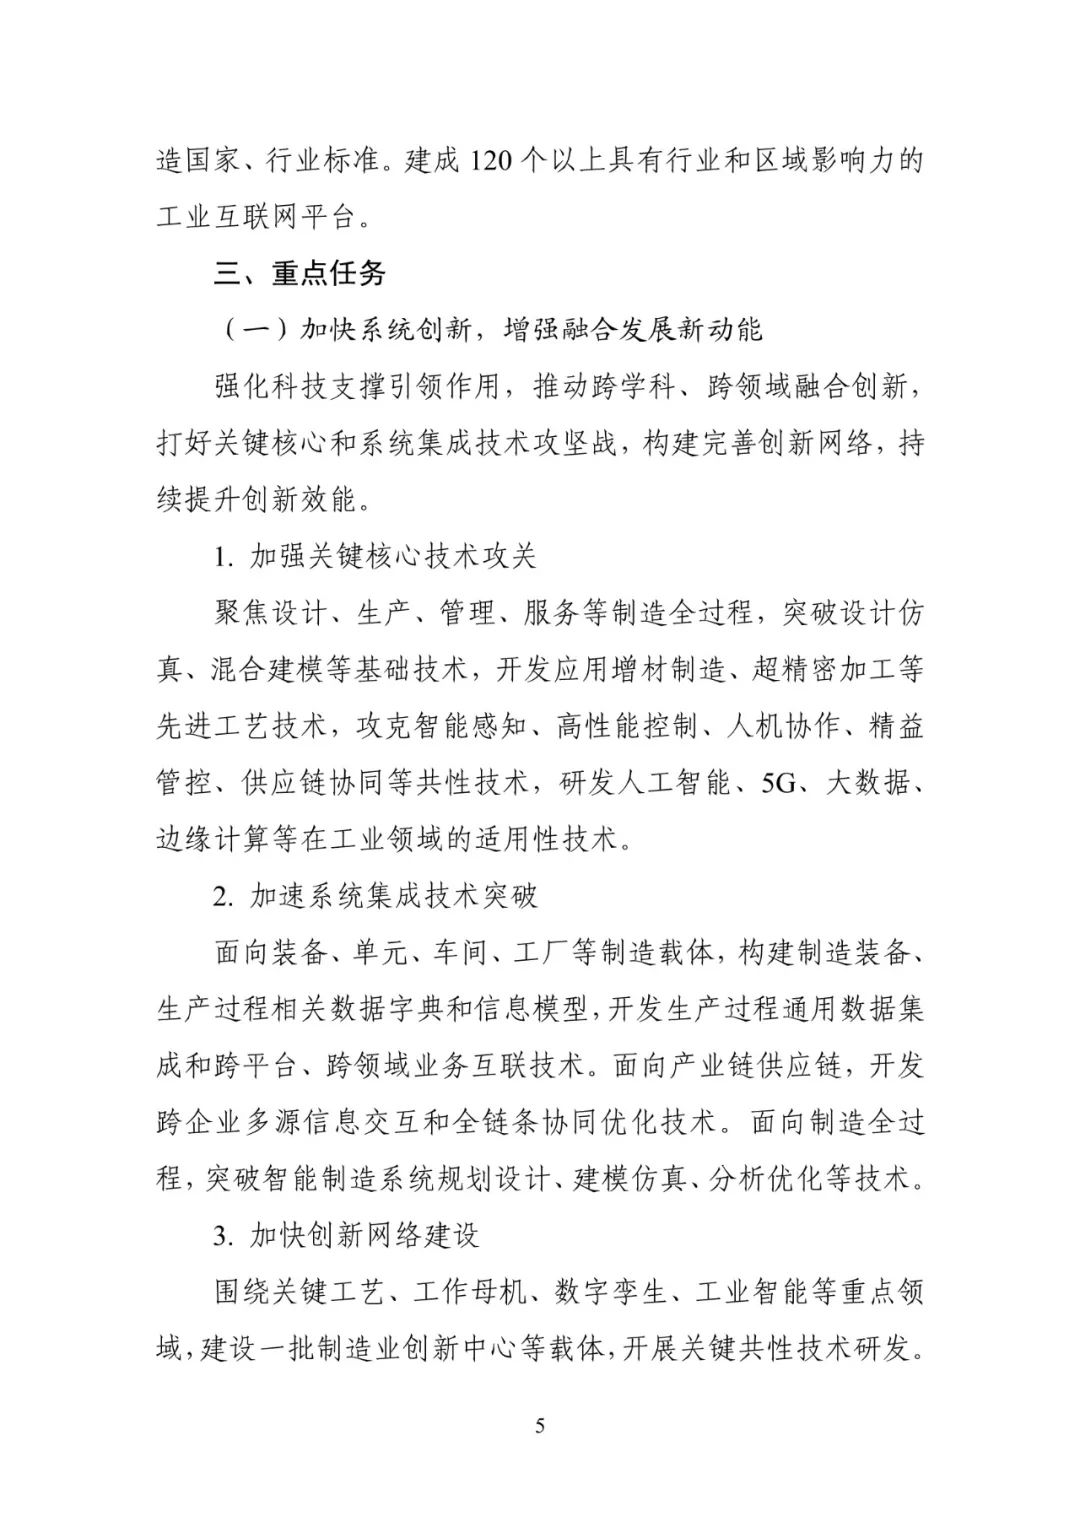 造国家、行业标准。建成 120 个以上具有行业和区域影响力的
工业互联网平台。
三、重点任务
（一）加快系统创新，增强融合发展新动能
强化科技支撑引领作用，推动跨学科、跨领域融合创新，
打好关键核心和系统集成技术攻坚战，构建完善创新网络，持
续提升创新效能。
1. 加强关键核心技术攻关
聚焦设计、生产、管理、服务等制造全过程，突破设计仿
真、混合建模等基础技术，开发应用增材制造、超精密加工等
先进工艺技术，攻克智能感知、高性能控制、人机协作、精益
管控、供应链协同等共性技术，研发人工智能、5G、大数据、
边缘计算等在工业领域的适用性技术。
2. 加速系统集成技术突破
面向装备、单元、车间、工厂等制造载体，构建制造装备、
生产过程相关数据字典和信息模型，开发生产过程通用数据集
成和跨平台、跨领域业务互联技术。面向产业链供应链，开发
跨企业多源信息交互和全链条协同优化技术。面向制造全过
程，突破智能制造系统规划设计、建模仿真、分析优化等技术。
3. 加快创新网络建设
围绕关键工艺、工作母机、数字孪生、工业智能等重点领
域，建设一批制造业创新中心等载体，开展关键共性技术研发。
5